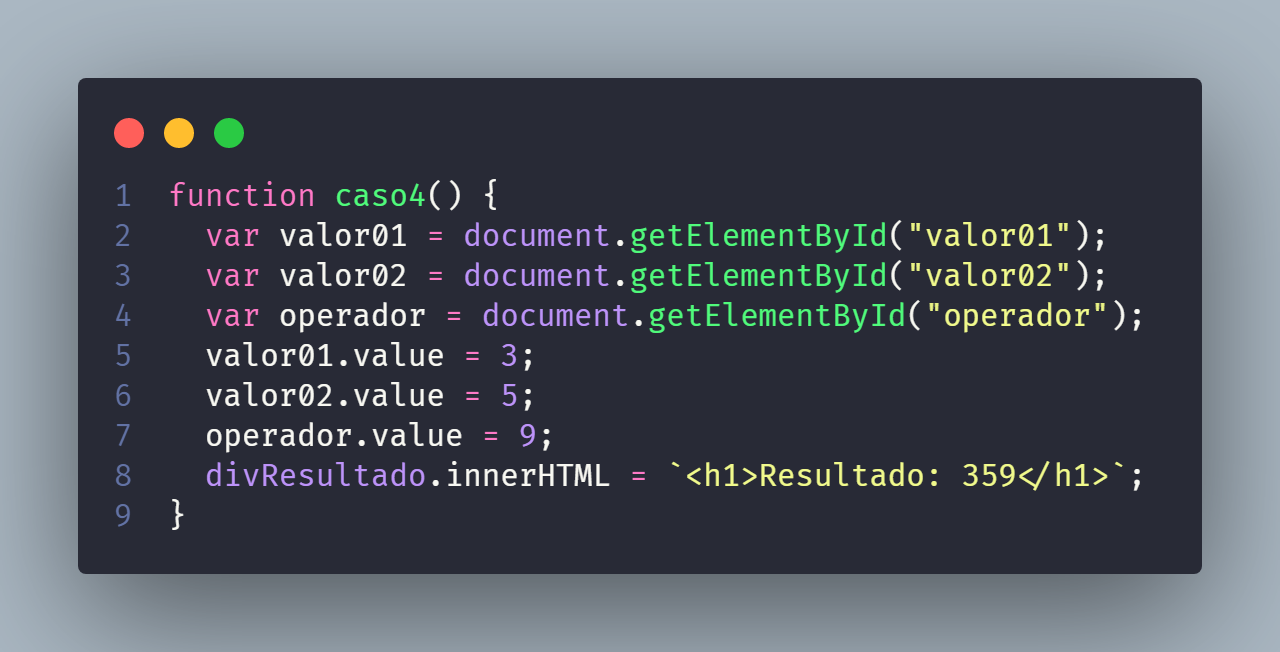 1 function caso4() {
2   var valor01 = document.getElementById("valor01");
3   var valor02 = document.getElementById("valor02");
4   var operador = document.getElementById("operador");
5   valor01.value = 3;
6   valor02.value = 5;
7   operador.value = 9;
8   divResultado.innerHTML = `<h1>Resultado: 359</h1>`;
9 }